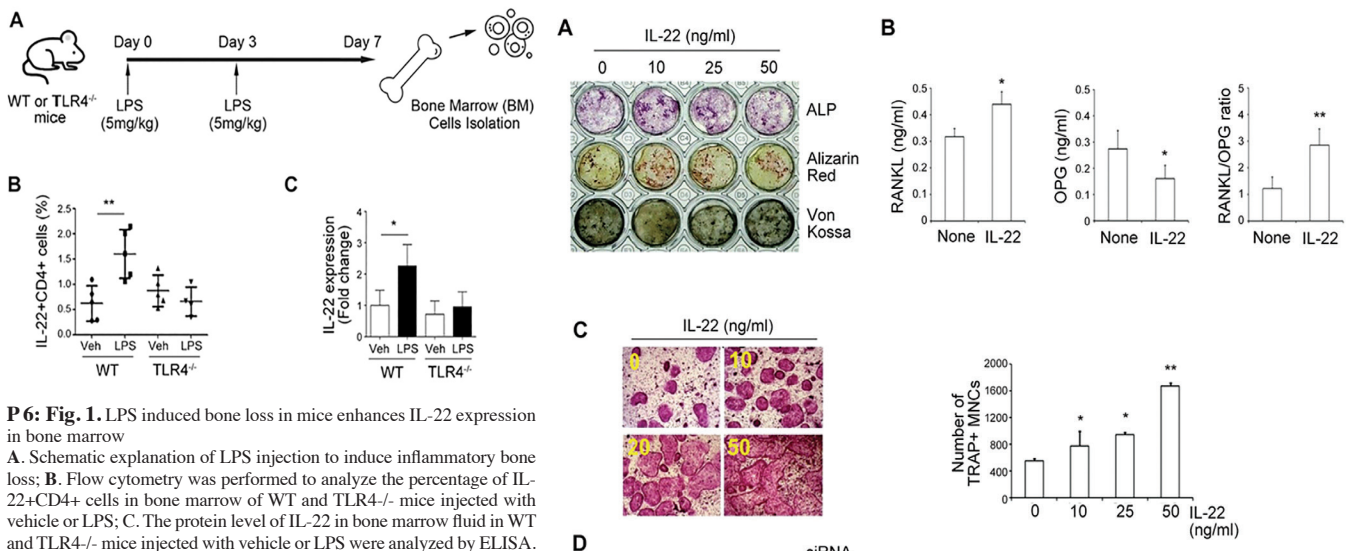 A
Day 0
Day 3
Day 7
WT or TLR4-/-
mice
LPS
(5mg/kg)
LPS
(5mg/kg)
Bone Marrow (BM)
Cells Isolation
B
IL-22+CD4+ cells (%)
2.5
2.0
1.5
1.0
0.5
0.0
**
Veh
LPS
Veh
LPS
WT
TLR4-/-
C
IL-22 expression
(Fold change)
4
3
2
1
0
*
Veh
LPS
Veh
LPS
WT
TLR4-/-
P 6: Fig. 1. LPS induced bone loss in mice enhances IL-22 expression
in bone marrow
A. Schematic explanation of LPS injection to induce inflammatory bone
loss; B. Flow cytometry was performed to analyze the percentage of IL-
22+CD4+ cells in bone marrow of WT and TLR4-/- mice injected with
vehicle or LPS; C. The protein level of IL-22 in bone marrow fluid in WT
and TLR4-/- mice injected with vehicle or LPS were analyzed by ELISA.
A
IL-22 (ng/ml)
0 10 25 50
ALP
Alizarin
Red
Von
Kossa
B
RANKL (ng/ml)
0.5
0.4
0.3
0.2
0.1
0
*
None IL-22
OPG (ng/ml)
0.5
0.4
0.3
0.2
0.1
0
*
None IL-22
RANKL/OPG ratio
5
4
3
2
1
0
**
None IL-22
C
IL-22 (ng/ml)
0
10
20
50
Number of
TRAP+ MNCs
2000
1600
1200
800
400
0
*
*
**
0 10 25 50 IL-22
(ng/ml)
D